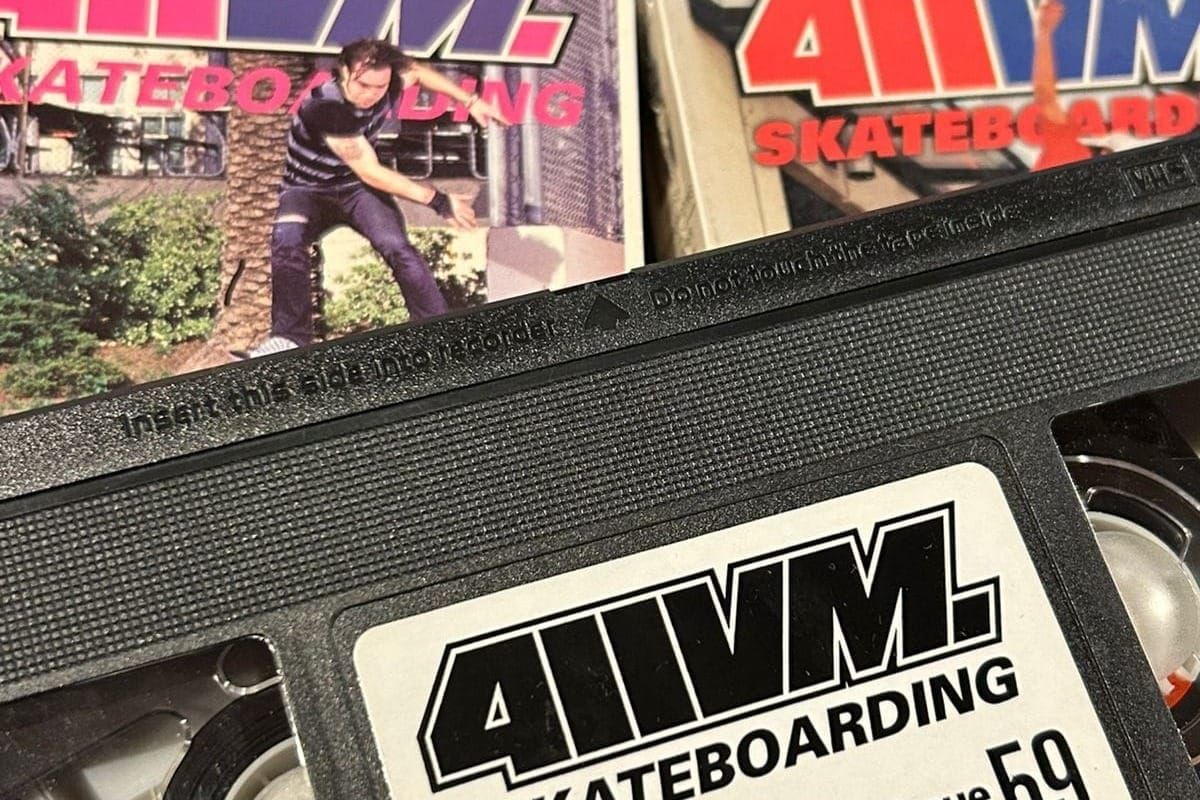 411VM.
SKATEBOARDING
411VM
SKATEBOARD
VHS
Insert this side into recorder
Do not touch the tape inside
411VM.
SKATEBOARDING
ue 59